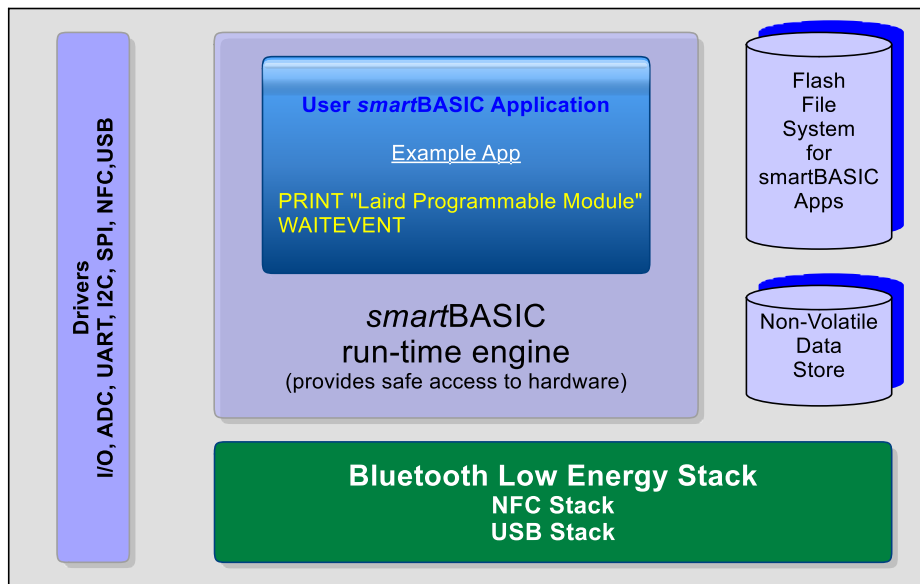 Drivers
I/O, ADC, UART, I2C, SPI, NFC,USB
User smartBASIC Application
Example App
PRINT "Laird Programmable Module"
WAITEVENT
smartBASIC
run-time engine
(provides safe access to hardware)
Flash
File
System
for
smartBASIC
Apps
Non-Volatile
Data
Store
Bluetooth Low Energy Stack
NFC Stack
USB Stack